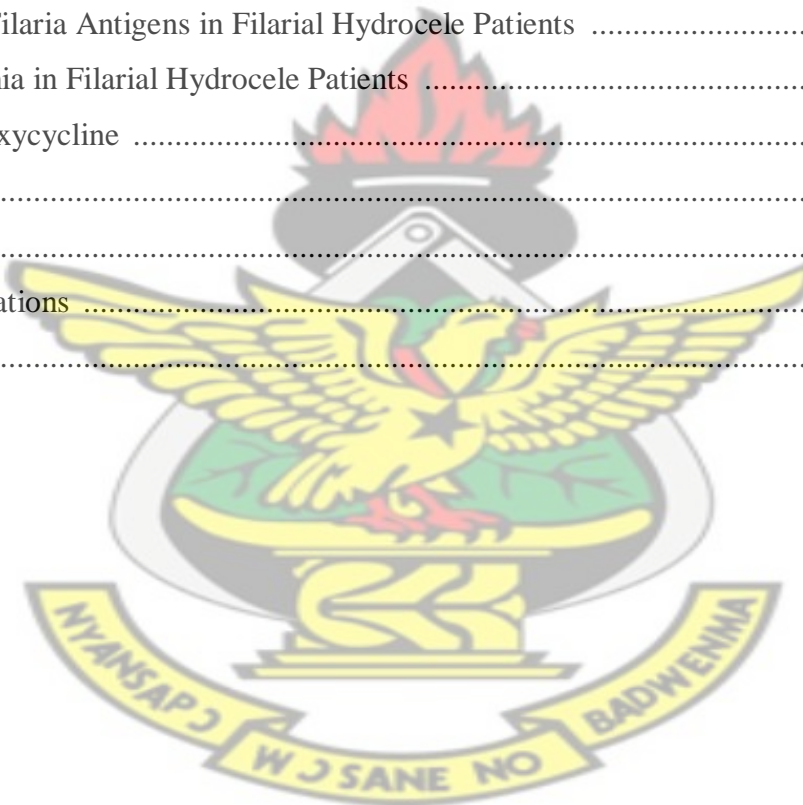 Filaria Antigens in Filarial Hydrocele Patients ..........................
ia in Filarial Hydrocele Patients ...............................................
xycycline ....................................................................................
....................................................................................................
....................................................................................................
ations ..........................................................................................
....................................................................................................
NYANSAPƆ WƆSANE NO BADWENMA